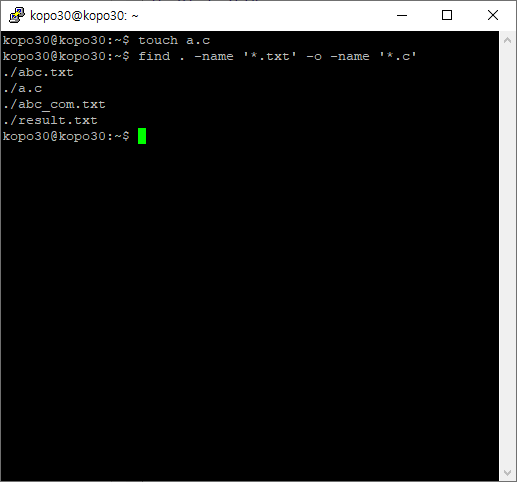 kopo30@kopo30: ~
kopo30@kopo30:~$ touch a.c
kopo30@kopo30:~$ find . -name '*.txt' -o -name '*.c'
./abc.txt
./a.c
./abc_com.txt
./result.txt
kopo30@kopo30:~$